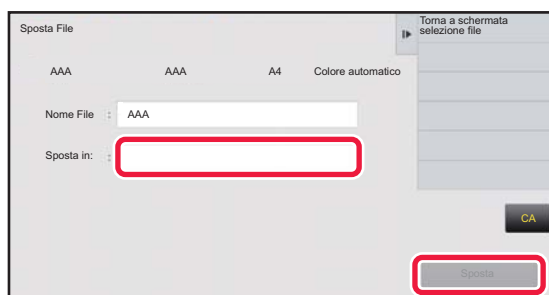 Sposta File
Torna a schermata
selezione file
AAA AAA A4 Colore automatico
Nome File : AAA
Sposta in: :
CA
Sposta